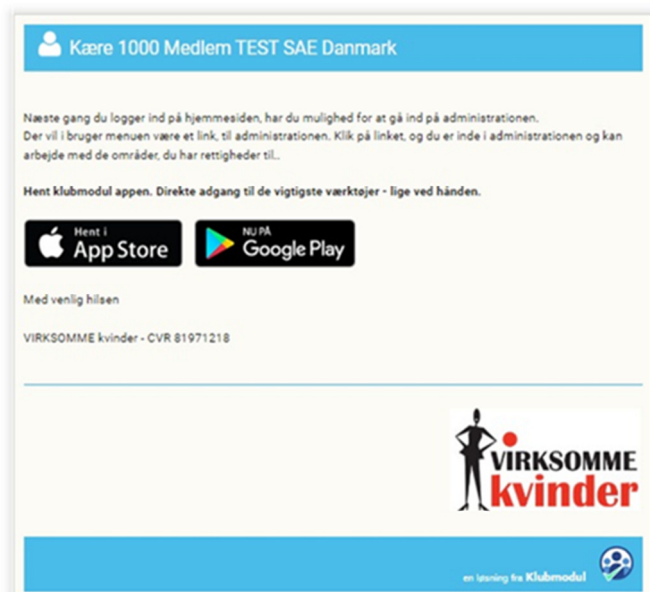 Kære 1000 Medlem TEST SAE Danmark
Næste gang du logger ind på hjemmesiden, har du mulighed for at gå ind på administrationen.
Der vil i bruger menuen være et link, til administrationen. Klik på linket, og du er inde i administrationen og kan
arbejde med de områder, du har rettigheder til..
Hent klubmodul appen. Direkte adgang til de vigtigste værktøjer - lige ved hånden.
Hent i
App Store
NU PÅ
Google Play
Med venlig hilsen
VIRKSOMME kvinder - CVR 81971218
VIRKSOMME
kvinder
en løsning fra Klubmodul